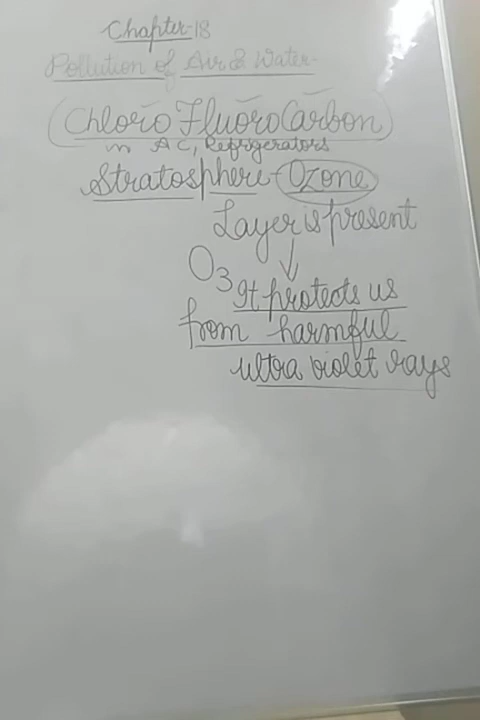 Chapter-18
Pollution of Air & Water-
(Chloro Fluoro Carbon)
in AC, Refrigerators
Stratosphere - Ozone
Layer is present
O3
It protects us
from harmful
ultra violet rays